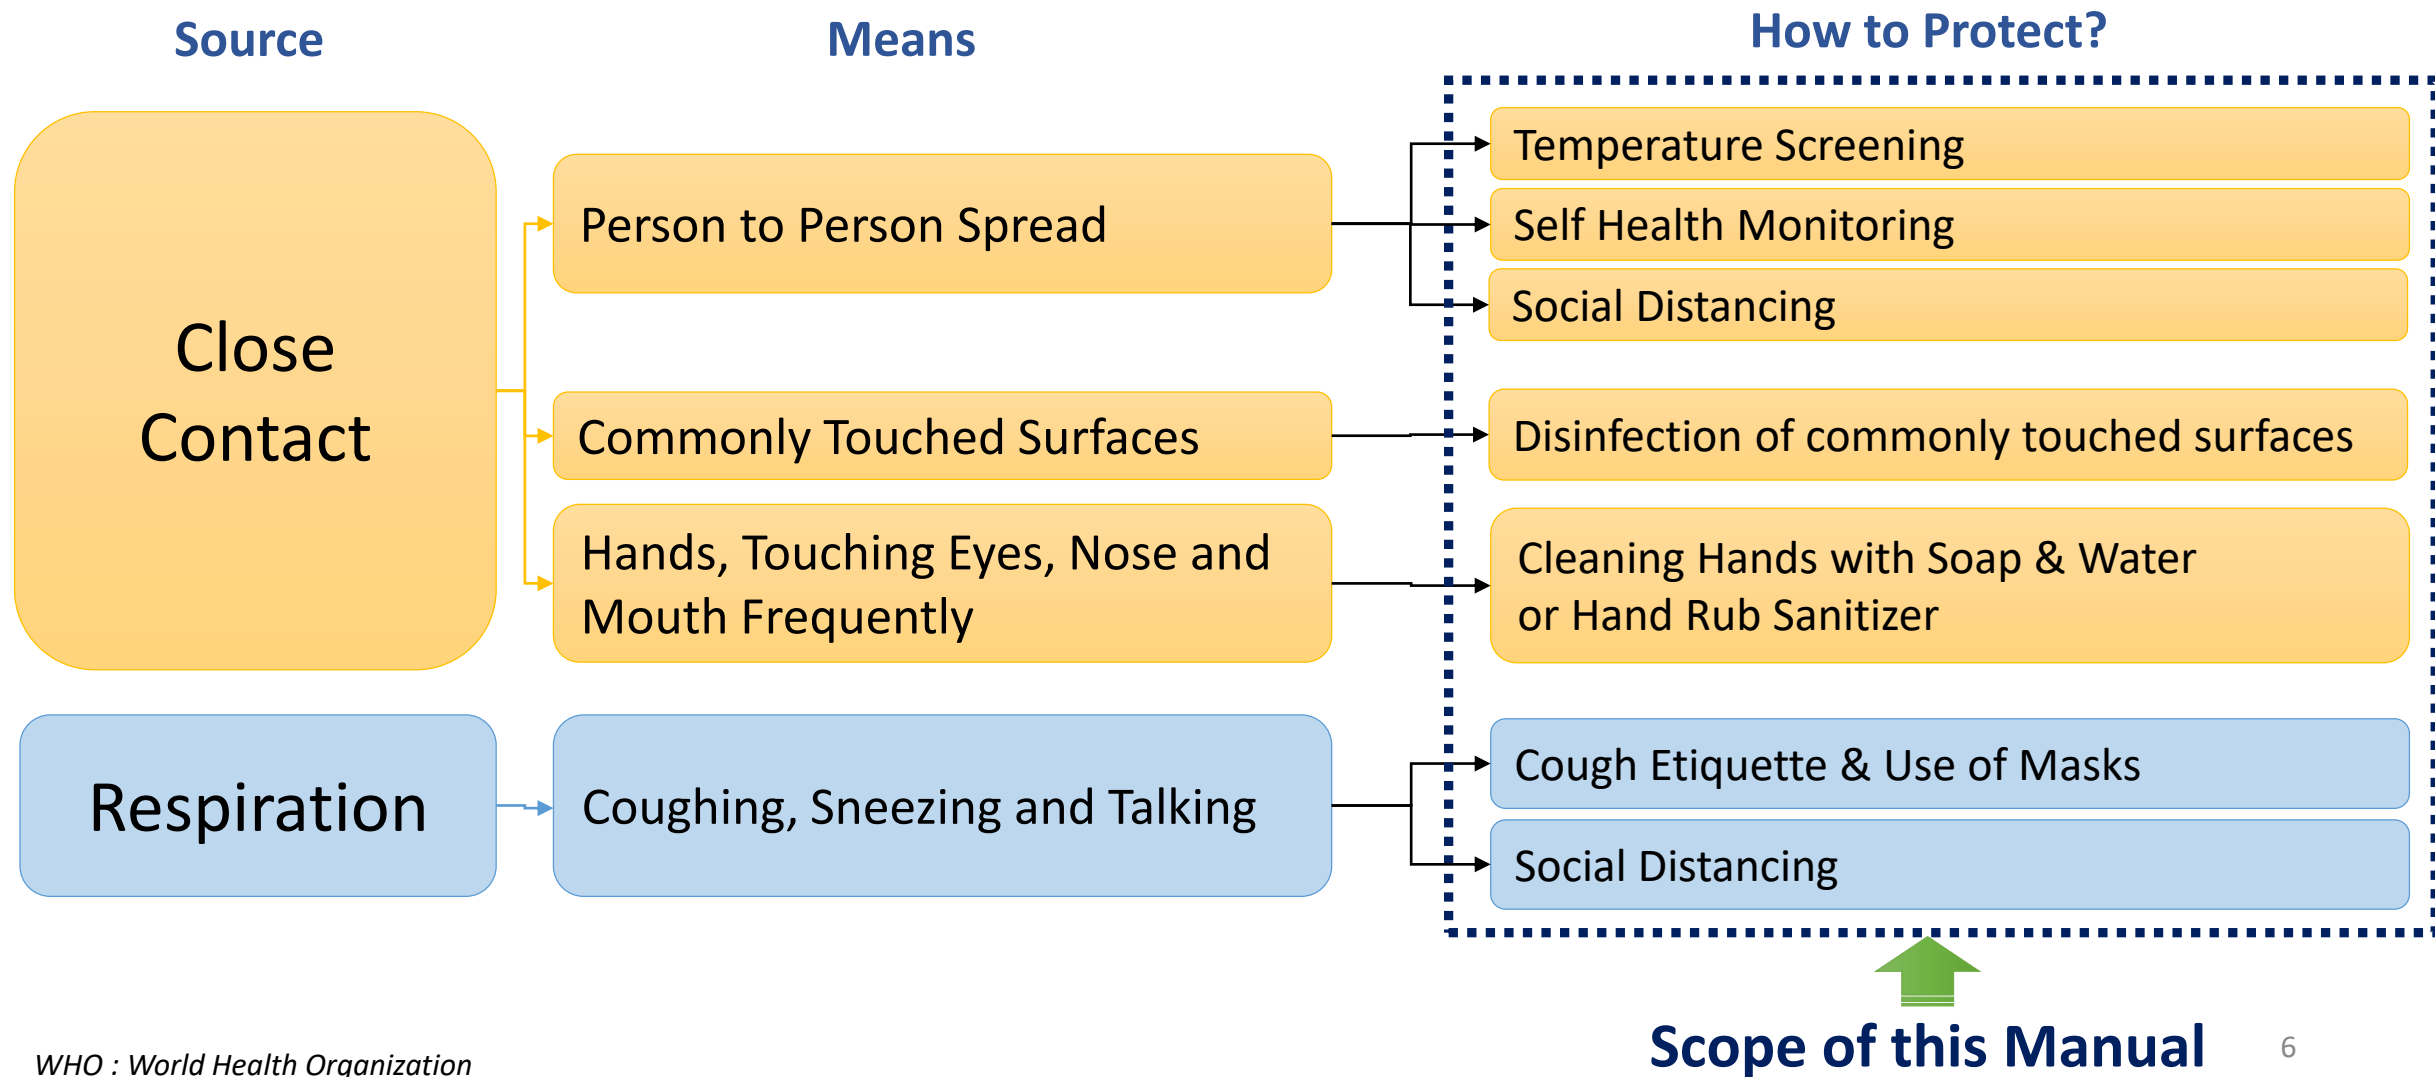 Source
Means
How to Protect?
Close
Contact
Person to Person Spread
Temperature Screening
Self Health Monitoring
Social Distancing
Commonly Touched Surfaces
Disinfection of commonly touched surfaces
Hands, Touching Eyes, Nose and
Mouth Frequently
Cleaning Hands with Soap & Water
or Hand Rub Sanitizer
Respiration
Coughing, Sneezing and Talking
Cough Etiquette & Use of Masks
Social Distancing
Scope of this Manual
6
WHO : World Health Organization